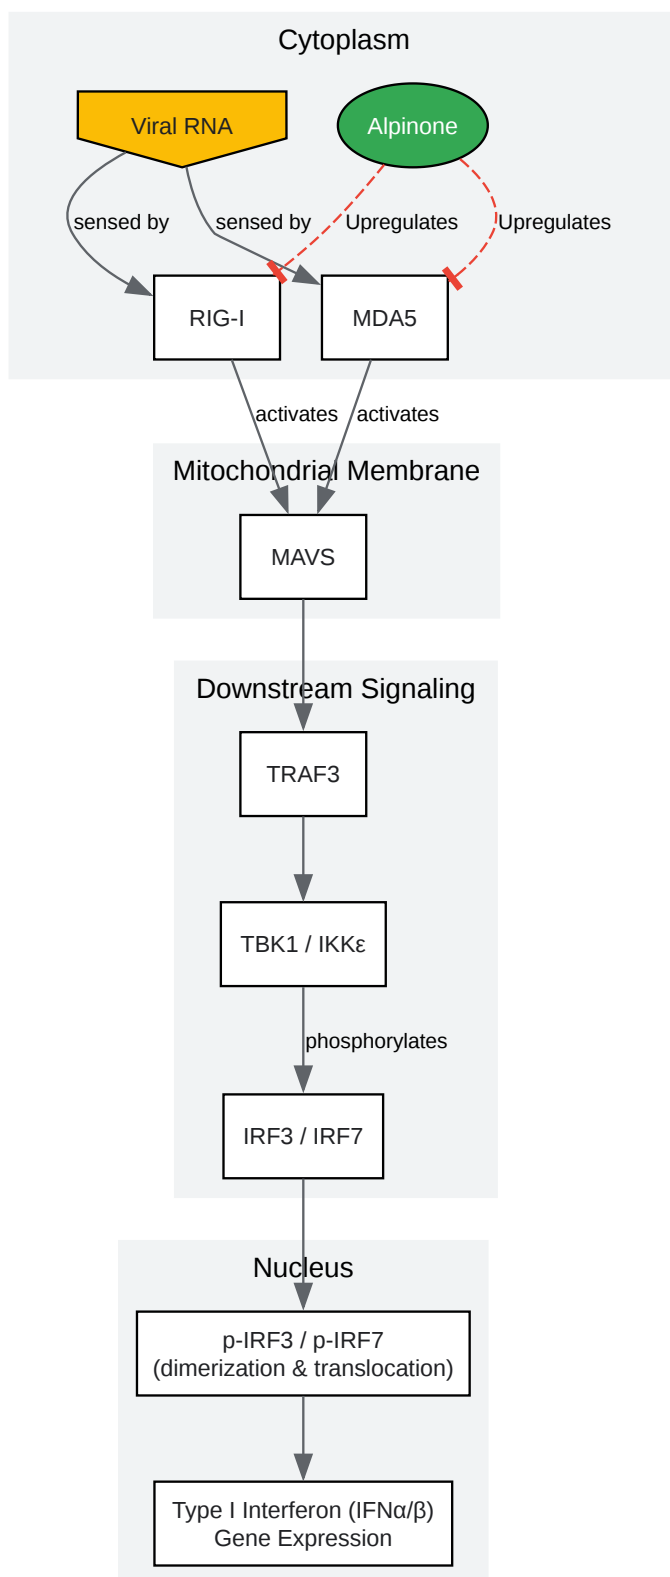 Cytoplasm
Viral RNA
Alpinone
sensed by
sensed by
Upregulates
Upregulates
RIG-I
MDA5
activates
activates
Mitochondrial Membrane
MAVS
Downstream Signaling
TRAF3
TBK1 / IKKε
phosphorylates
IRF3 / IRF7
Nucleus
p-IRF3 / p-IRF7
(dimerization & translocation)
Type I Interferon (IFNα/β)
Gene Expression